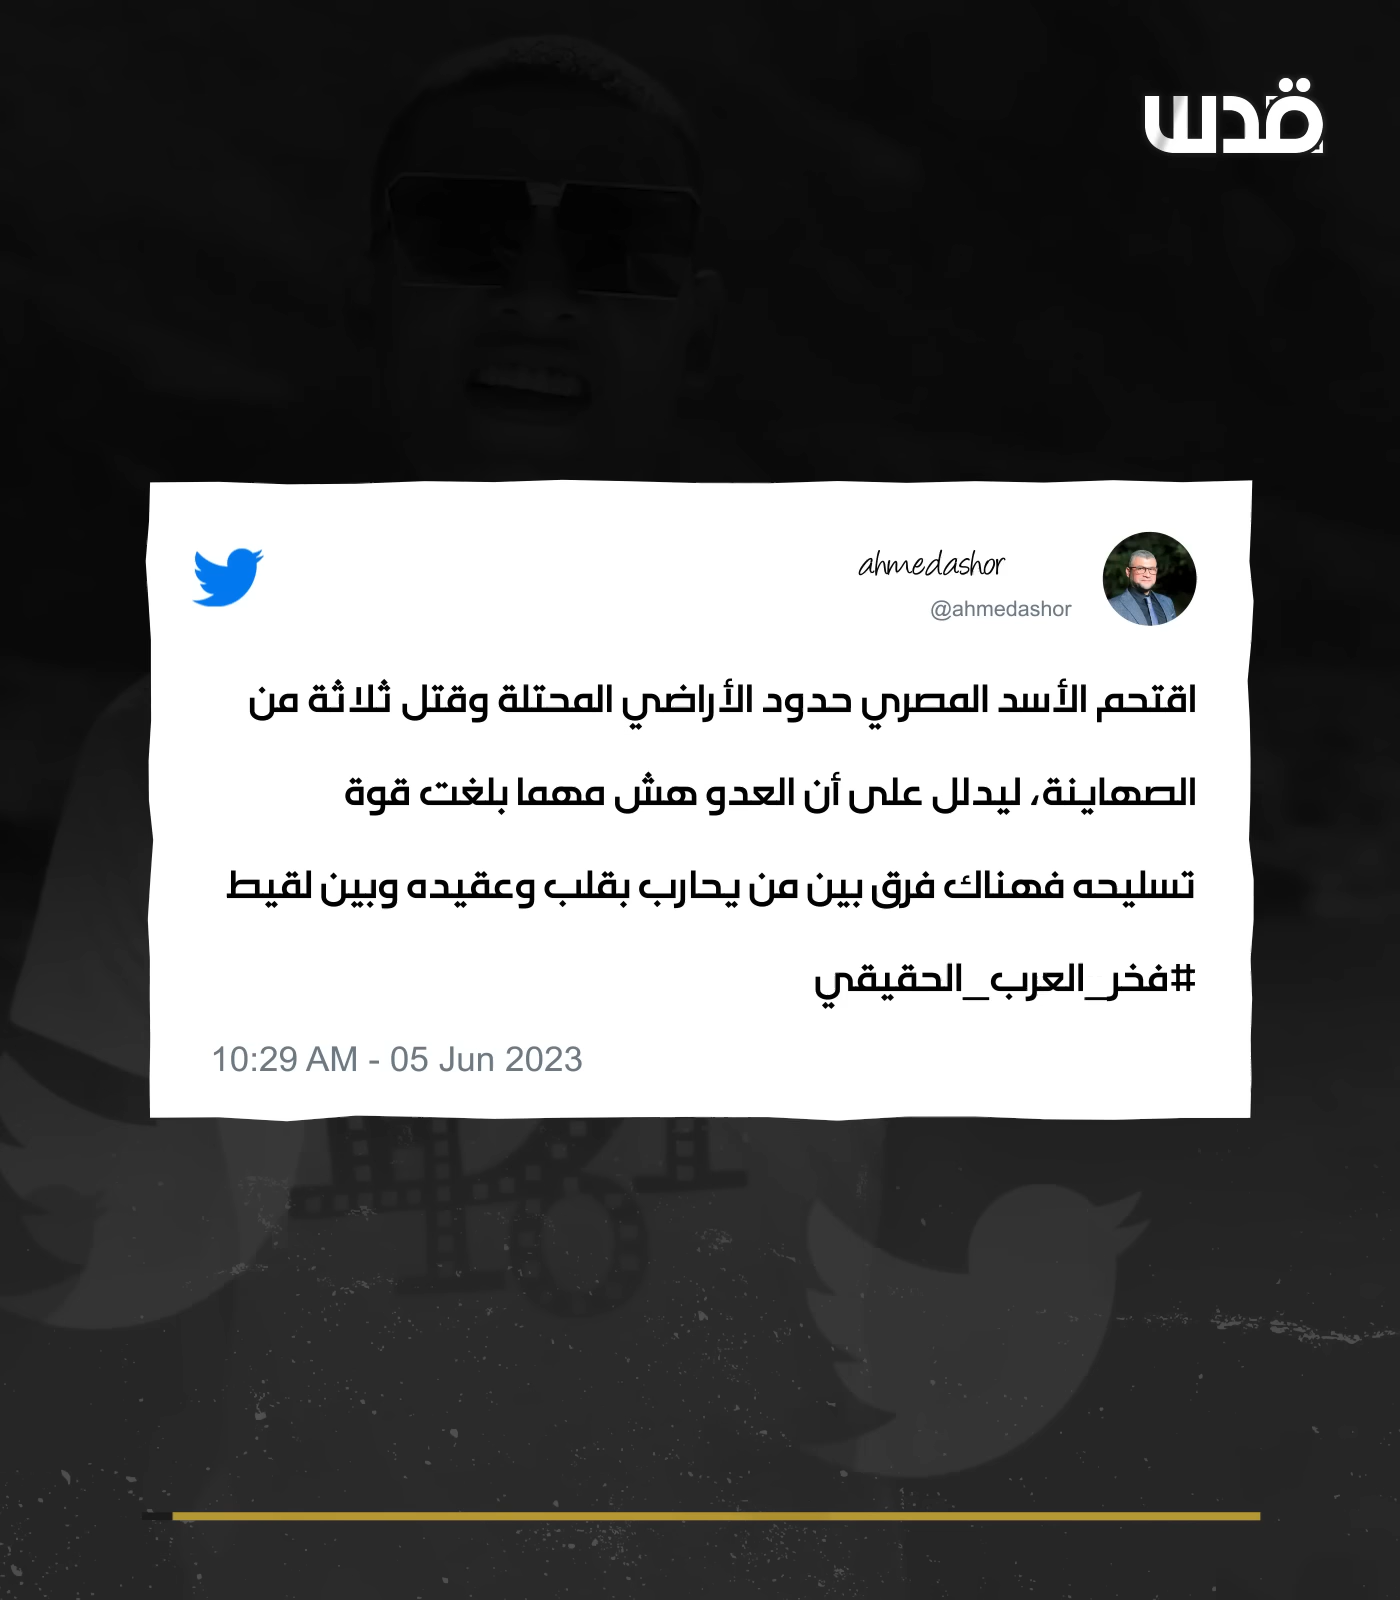 قدس
ahmedashor
@ahmedashor
اقتحم الأسد المصري حدود الأراضي المحتلة وقتل ثلاثة من
الصهاينة، ليدلل على أن العدو هش مهما بلغت قوة
تسليحه فهناك فرق بين من يحارب بقلب وعقيده وبين لقيط
#فخر_العرب_الحقيقي
10:29 AM - 05 Jun 2023